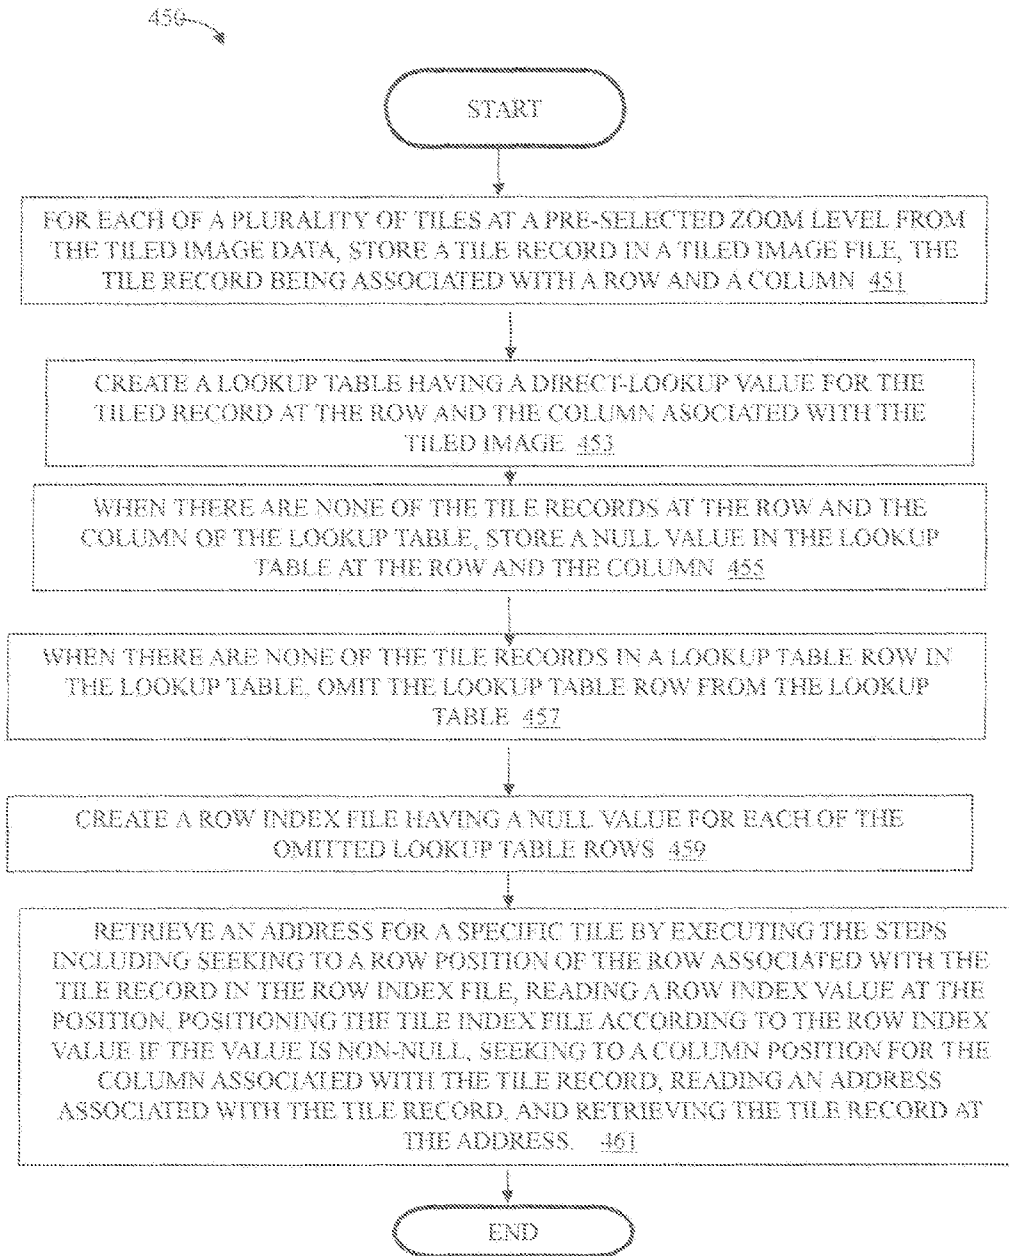 450
START
FOR EACH OF A PLURALITY OF TILES AT A PRE-SELECTED ZOOM LEVEL FROM
THE TILED IMAGE DATA, STORE A TILE RECORD IN A TILED IMAGE FILE, THE
TILE RECORD BEING ASSOCIATED WITH A ROW AND A COLUMN 451
CREATE A LOOKUP TABLE HAVING A DIRECT-LOOKUP VALUE FOR THE
TILED RECORD AT THE ROW AND THE COLUMN ASOCIATED WITH THE
TILED IMAGE 453
WHEN THERE ARE NONE OF THE TILE RECORDS AT THE ROW AND THE
COLUMN OF THE LOOKUP TABLE, STORE A NULL VALUE IN THE LOOKUP
TABLE AT THE ROW AND THE COLUMN 455
WHEN THERE ARE NONE OF THE TILE RECORDS IN A LOOKUP TABLE ROW IN
THE LOOKUP TABLE, OMIT THE LOOKUP TABLE ROW FROM THE LOOKUP
TABLE 457
CREATE A ROW INDEX FILE HAVING A NULL VALUE FOR EACH OF THE
OMITTED LOOKUP TABLE ROWS 459
RETRIEVE AN ADDRESS FOR A SPECIFIC TILE BY EXECUTING THE STEPS
INCLUDING SEEKING TO A ROW POSITION OF THE ROW ASSOCIATED WITH THE
TILE RECORD IN THE ROW INDEX FILE, READING A ROW INDEX VALUE AT THE
POSITION, POSITIONING THE TILE INDEX FILE ACCORDING TO THE ROW INDEX
VALUE IF THE VALUE IS NON-NULL, SEEKING TO A COLUMN POSITION FOR THE
COLUMN ASSOCIATED WITH THE TILE RECORD, READING AN ADDRESS
ASSOCIATED WITH THE TILE RECORD, AND RETRIEVING THE TILE RECORD AT
THE ADDRESS. 461
END